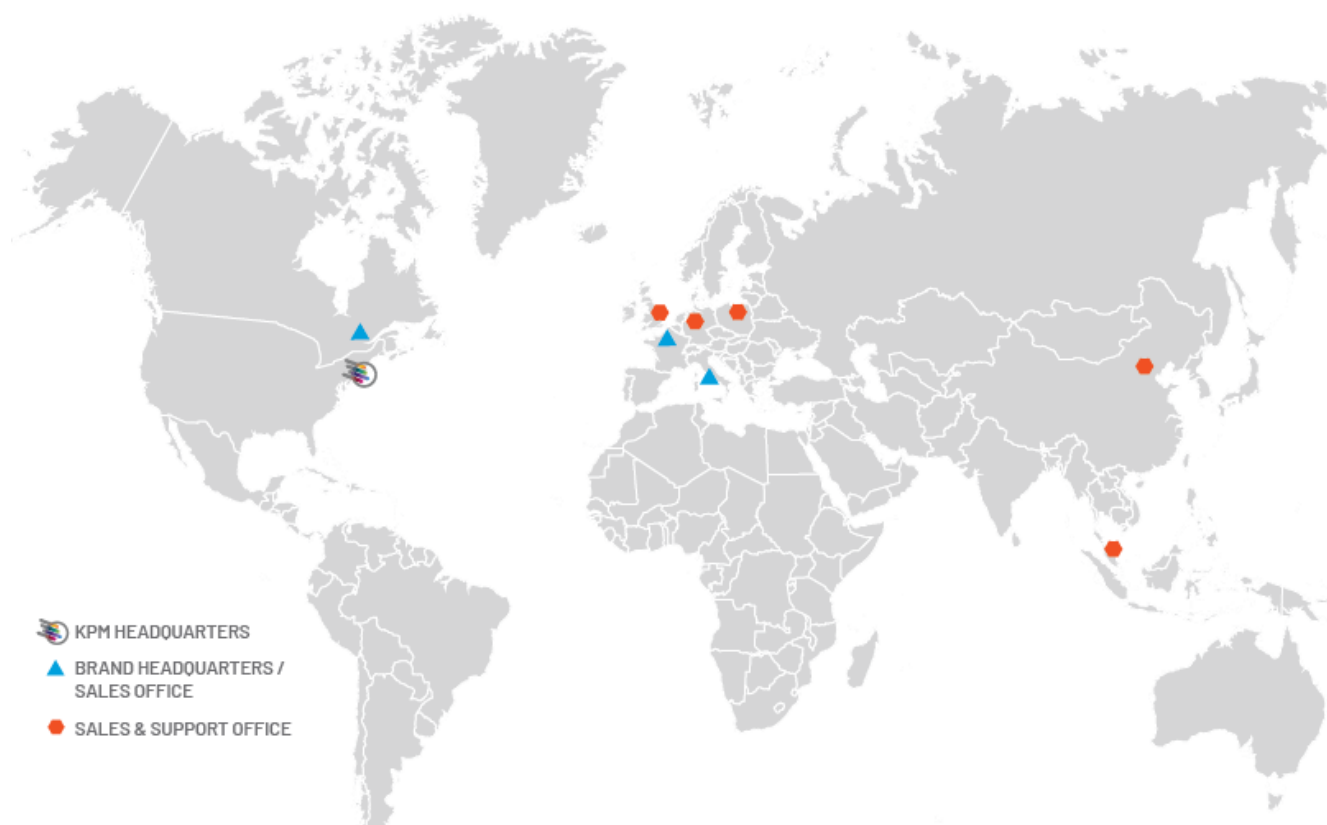 KPM HEADQUARTERS
BRAND HEADQUARTERS /
SALES OFFICE
SALES & SUPPORT OFFICE